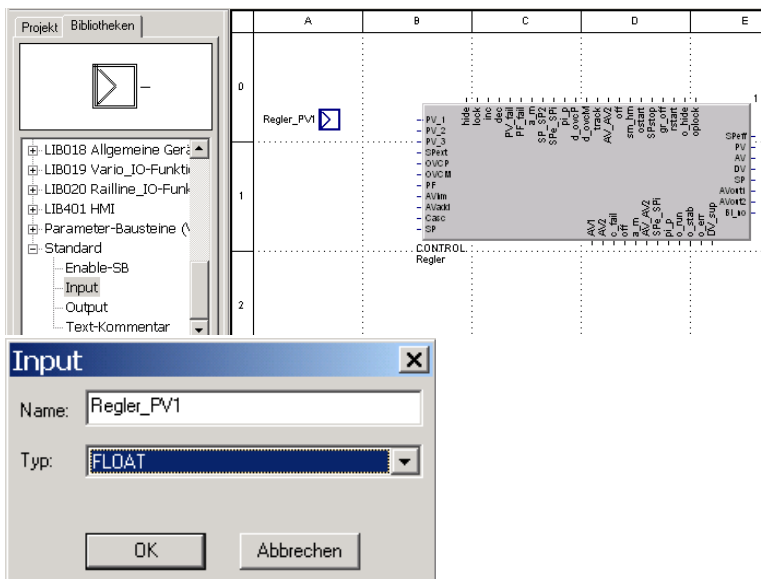 Projekt Bibliotheken
LIB018 Allgemeine Gerä
LIB019 Vario_IO-Funkti
LIB020 Railline_IO-Funk
LIB401 HMI
Parameter-Bausteine (V
Standard
Enable-SB
Input
Output
Text-Kommentar
A B C D E
0
1
2
Regler_PV1
1
hide
lock
inc
dec
PV_fail
PF_fail
a_m
SP_SP2
SPe_SPi
pi_p
d_ovcP
d_ovcM
track
AV_AV2
off
sm_hm
ostart
SPstop
gr_off
rstart
o_hide
oplock
PV_1
PV_2
PV_3
SPext
OVCP
OVCM
PF
AVlim
AVadd
Casc
SP
SPeff
PV
AV
DV
SP
AVout1
AVout2
Bl_no
AV1
AV2
o_fail
off
a_m
AV_AV2
SPe_SPi
pi_p
o_run
o_stab
o_err
DV_sup
CONTROL
Regler
Input
Name: Regler_PV1
Typ: FLOAT
OK Abbrechen